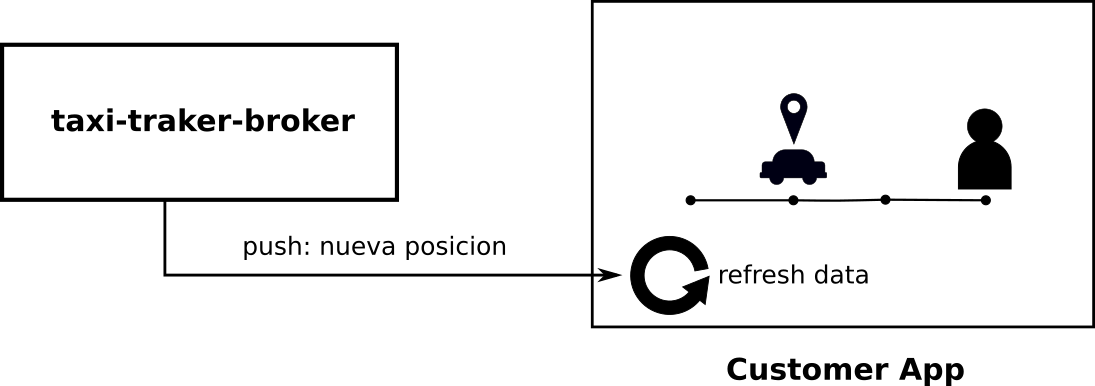 taxi-traker-broker
push: nueva posicion
refresh data
Customer App